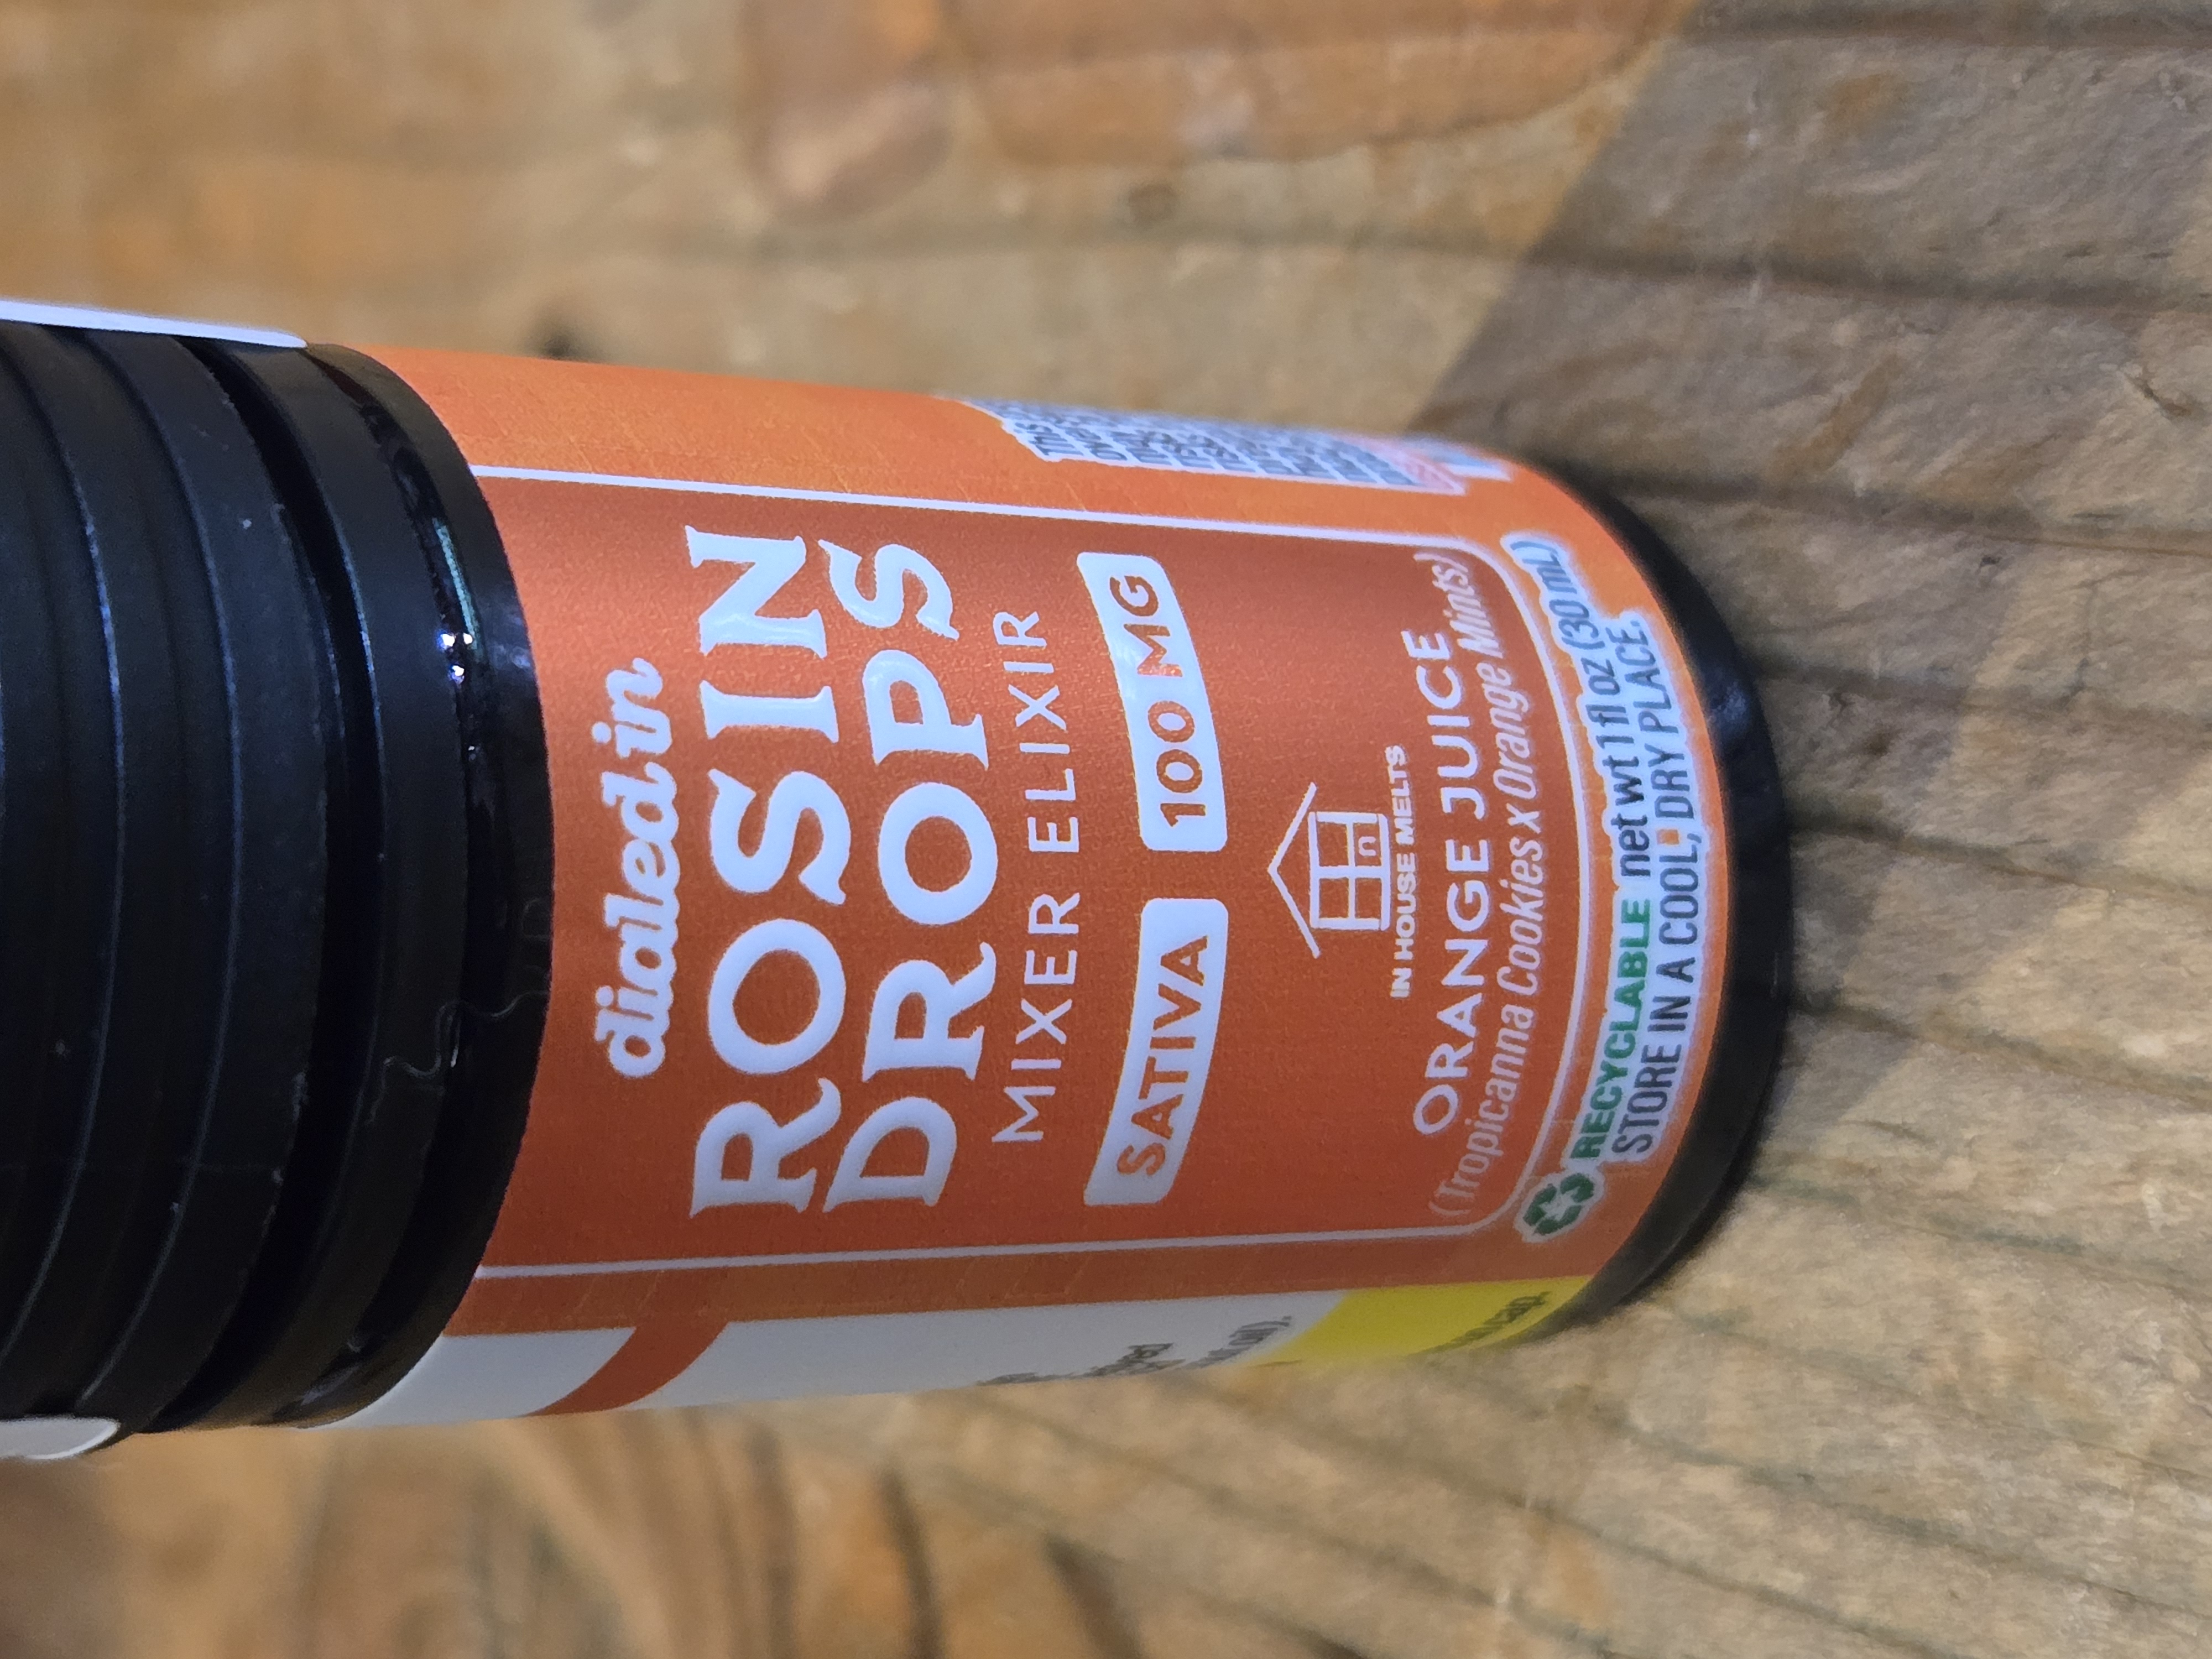 dialed in
ROSIN
DROPS
MIXER ELIXIR
SATIVA 100 MG
IN HOUSE MELTS
ORANGE JUICE
(Tropicanna Cookies x Orange Mints)
RECYCLABLE net wt 1 fl oz (30 mL)
STORE IN A COOL, DRY PLACE.
cap.